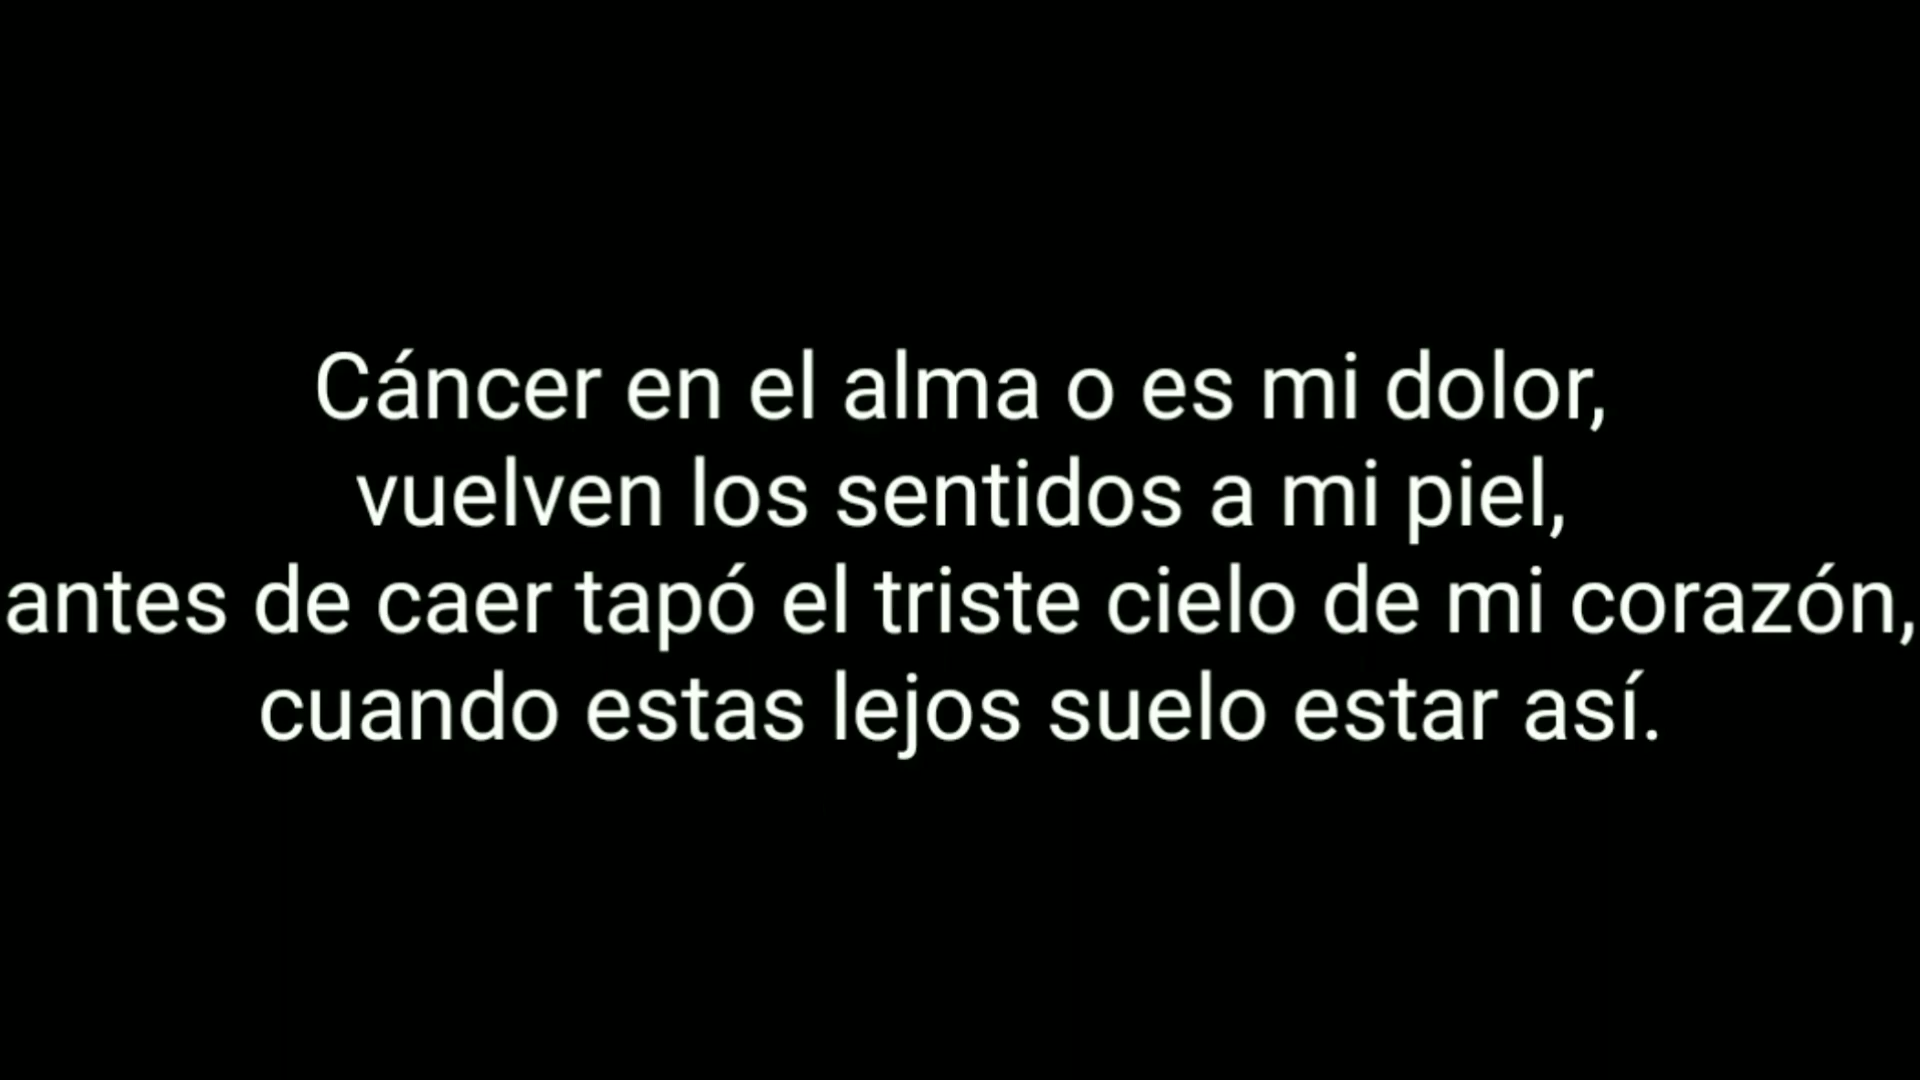 Cáncer en el alma o es mi dolor,
vuelven los sentidos a mi piel,
antes de caer tapó el triste cielo de mi corazón,
cuando estas lejos suelo estar así.